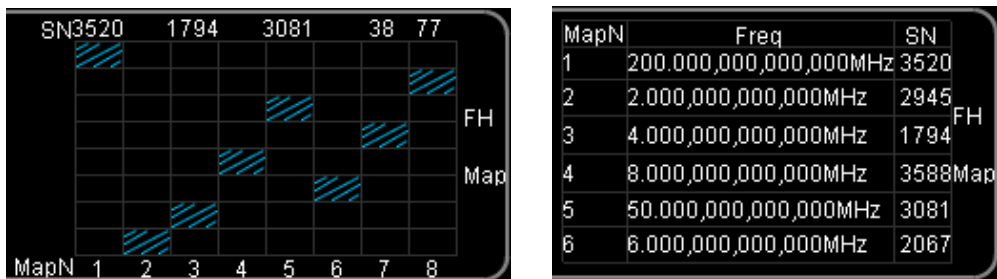 SN3520 1794 3081 38 77
FH
Map
MapN 1 2 3 4 5 6 7 8
MapN Freq SN
1 200.000,000,000,000MHz 3520
2 2.000,000,000,000MHz 2945
FH
3 4.000,000,000,000MHz 1794
4 8.000,000,000,000MHz 3588
Map
5 50.000,000,000,000MHz 3081
6 6.000,000,000,000MHz 2067